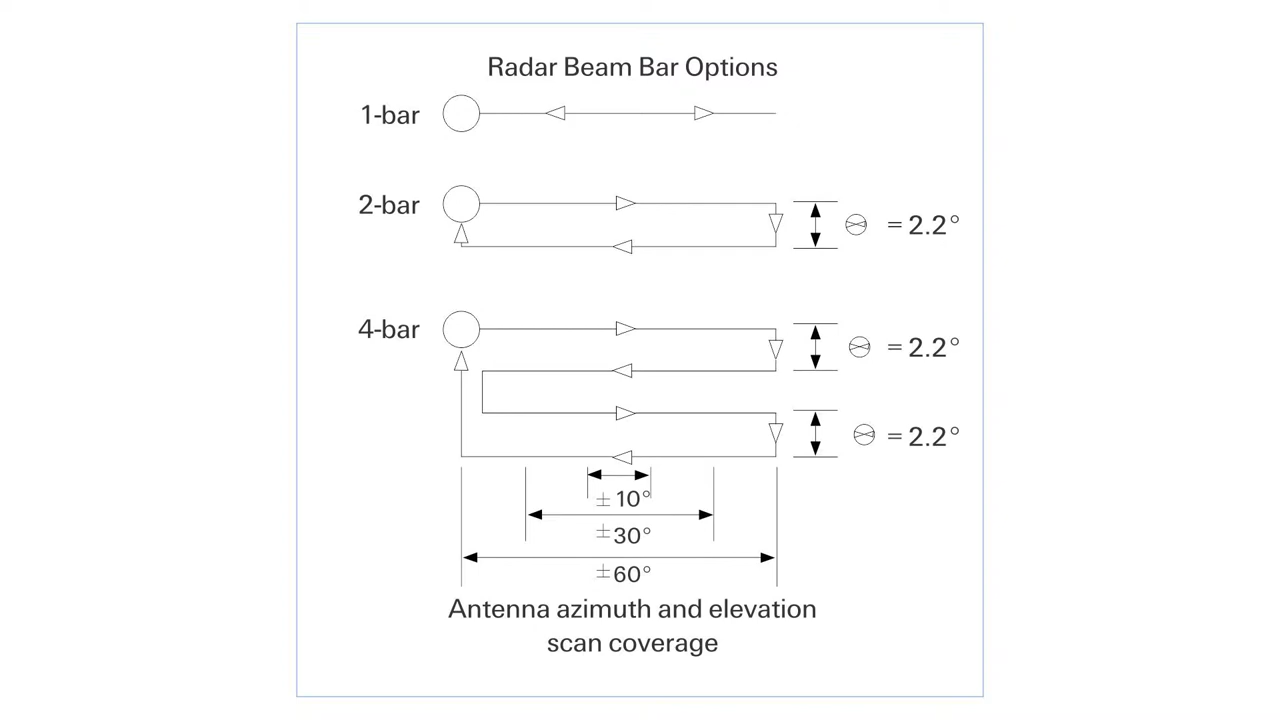 Radar Beam Bar Options
1-bar
2-bar
= 2.2°
4-bar
= 2.2°
= 2.2°
± 10°
± 30°
± 60°
Antenna azimuth and elevation
scan coverage